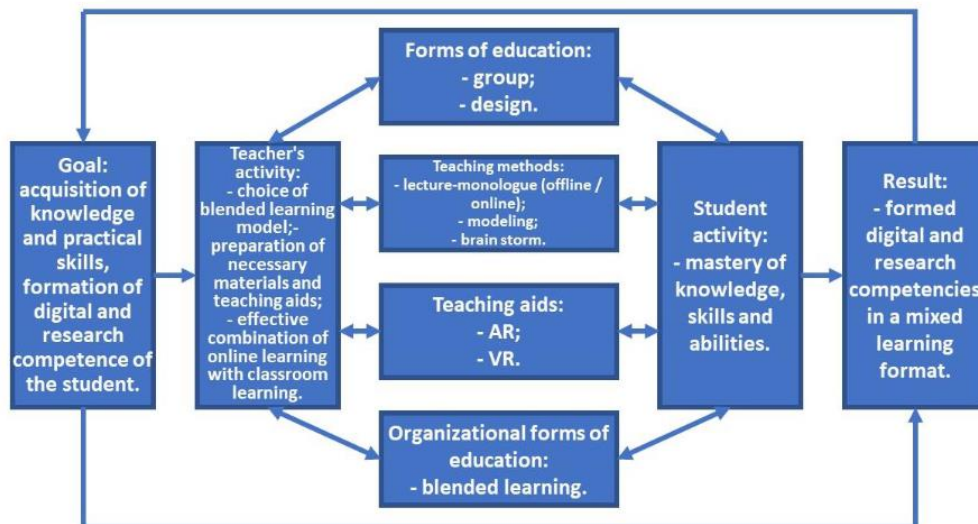 Goal:
acquisition of
knowledge
and practical
skills,
formation of
digital and
research
competence of
the student.
Teacher's
activity:
- choice of
blended learning
model;-
preparation of
necessary
materials and
teaching aids;
- effective
combination of
online learning
with classroom
learning.
Forms of education:
- group;
- design.
Teaching methods:
- lecture-monologue (offline /
online);
- modeling;
- brain storm.
Teaching aids:
- AR;
- VR.
Organizational forms of
education:
- blended learning.
Student
activity:
- mastery of
knowledge,
skills and
abilities.
Result:
- formed
digital and
research
competencies
in a mixed
learning
format.